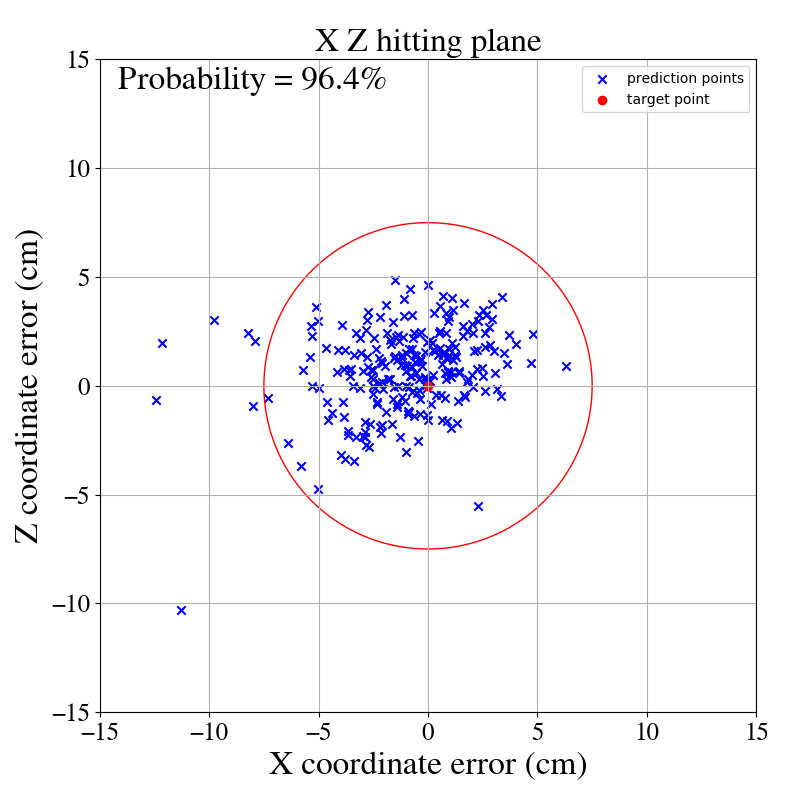 X Z hitting plane
Probability = 96.4%
prediction points
target point
Z coordinate error (cm)
15
10
5
0
−5
−10
−15
−15
−10
−5
0
5
10
15
X coordinate error (cm)